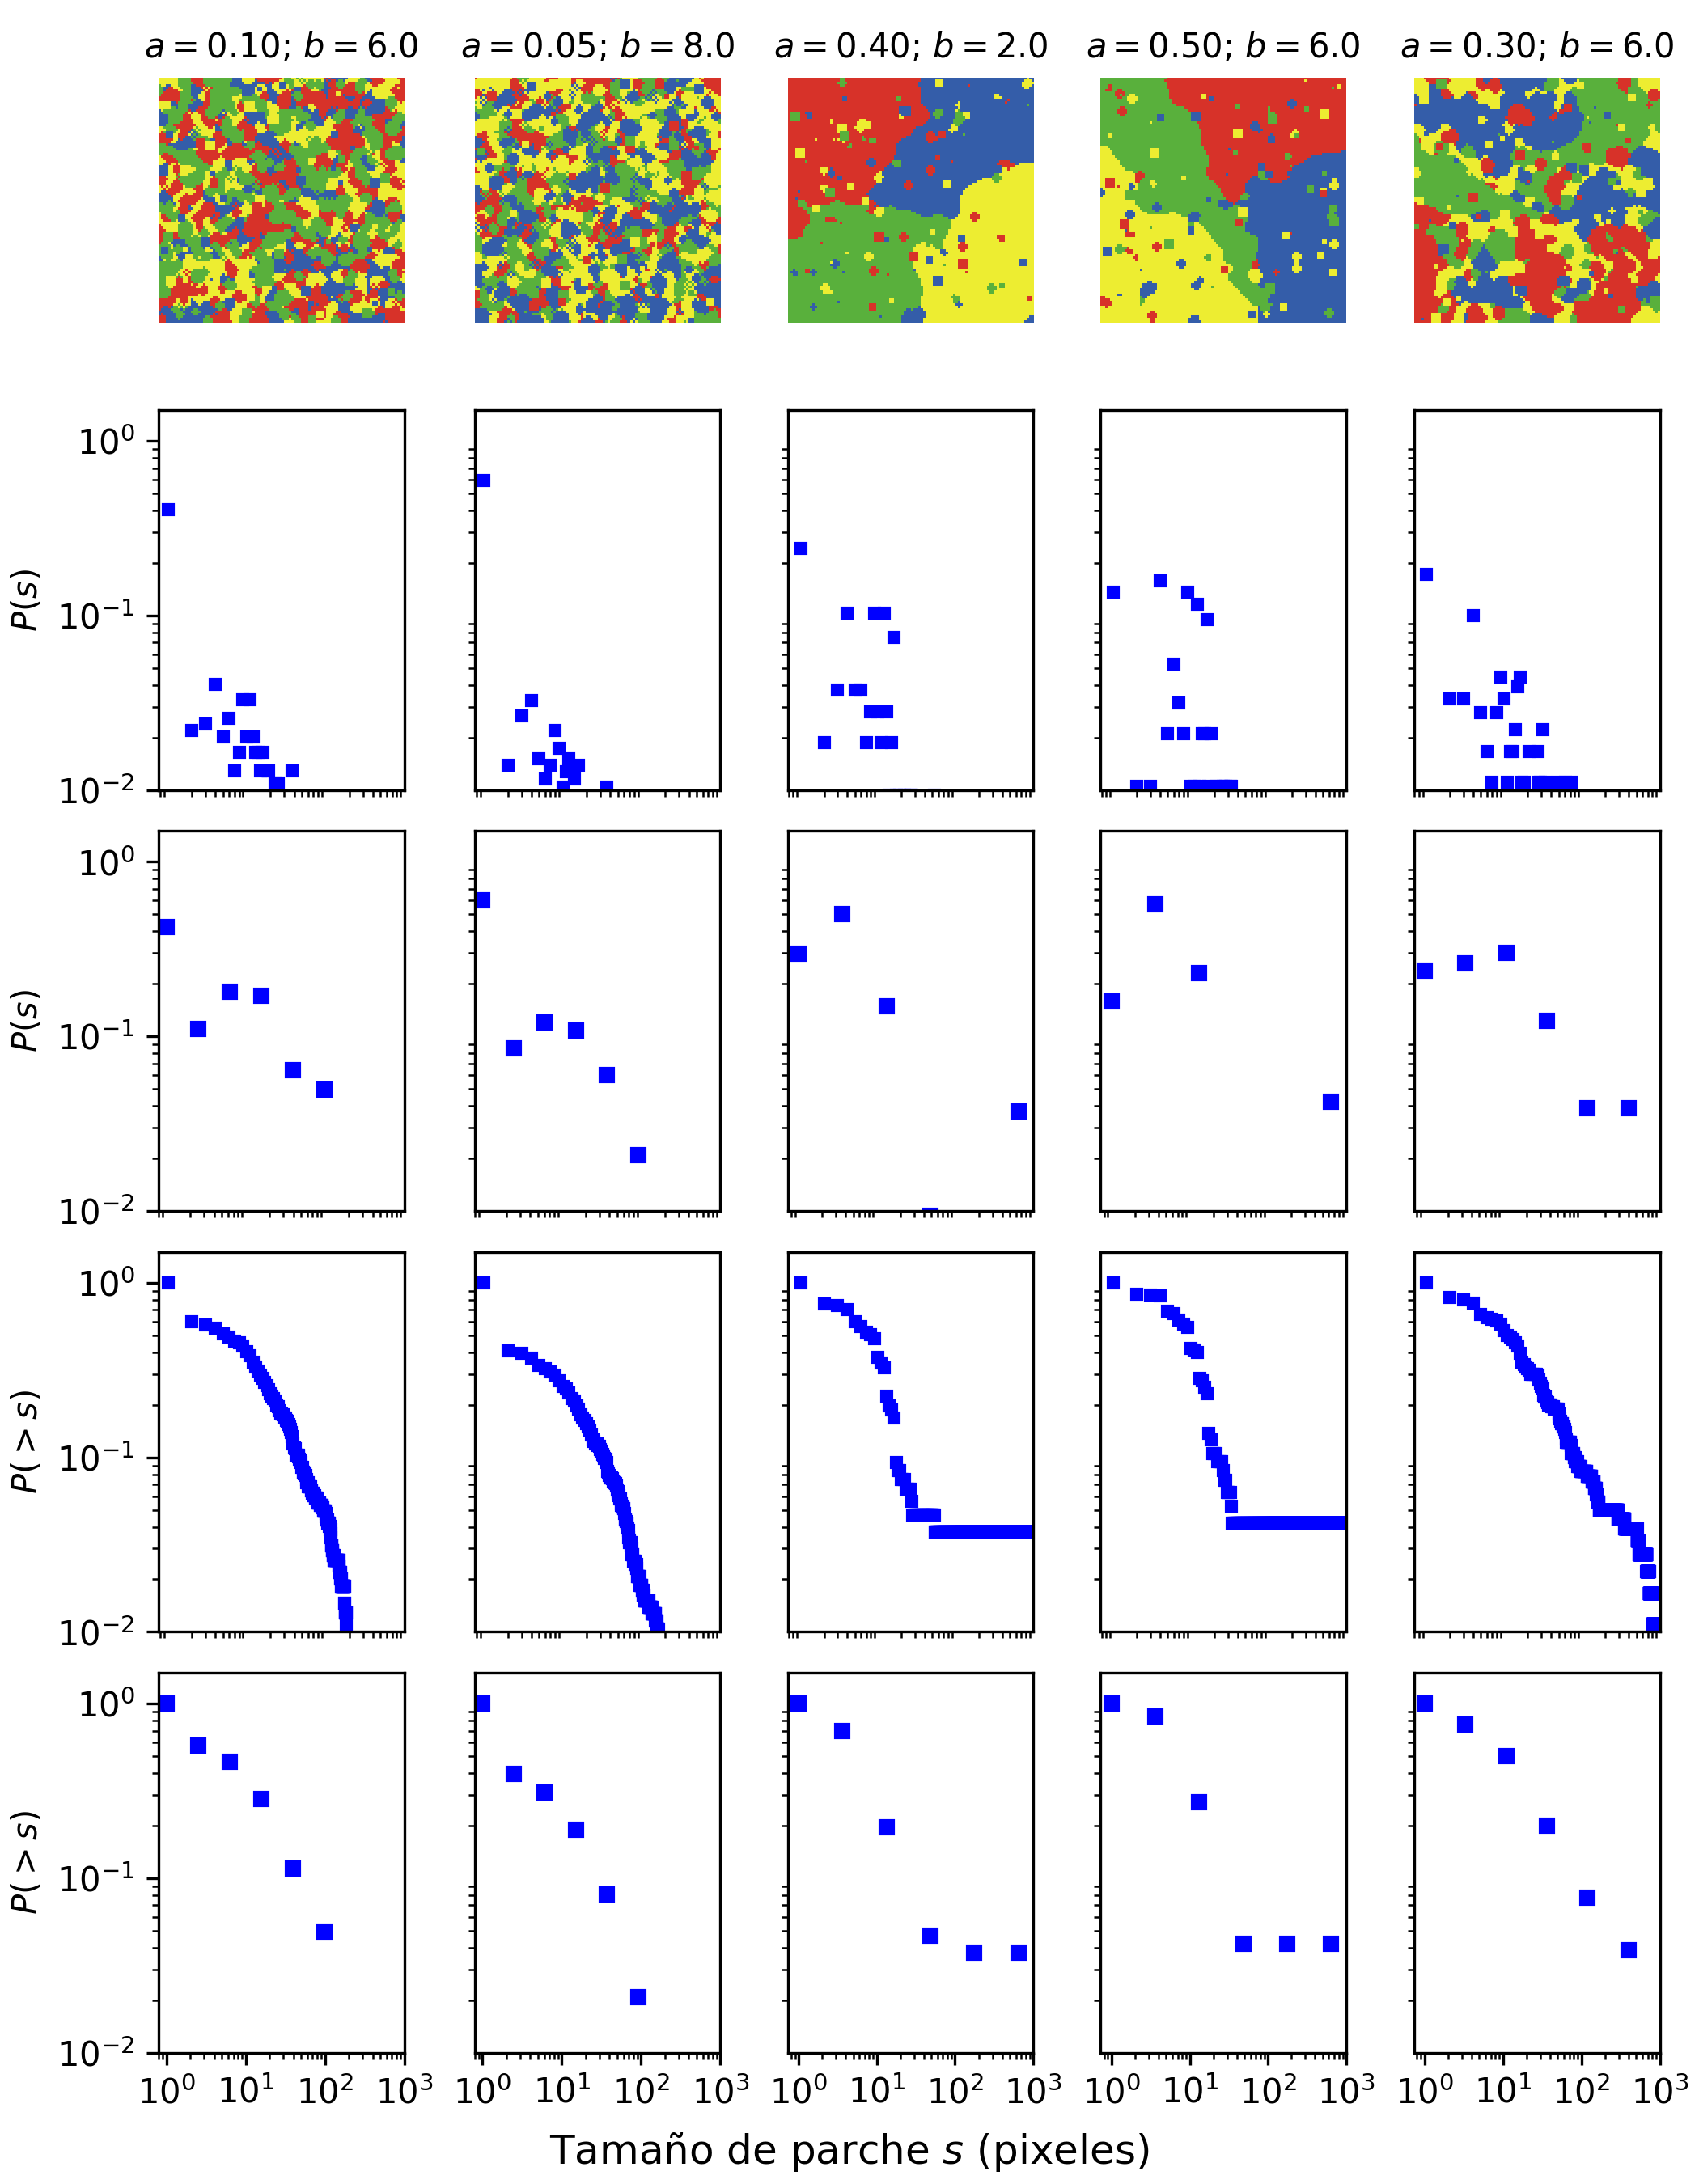 a = 0.10; b = 6.0 a = 0.05; b = 8.0 a = 0.40; b = 2.0 a = 0.50; b = 6.0 a = 0.30; b = 6.0
P(s)
10⁰
10⁻¹
10⁻²
P(s)
10⁰
10⁻¹
10⁻²
P(> s)
10⁰
10⁻¹
10⁻²
P(> s)
10⁰
10⁻¹
10⁻²
10⁰ 10¹ 10² 10³ 10⁰ 10¹ 10² 10³ 10⁰ 10¹ 10² 10³ 10⁰ 10¹ 10² 10³ 10⁰ 10¹ 10² 10³
Tamaño de parche s (pixeles)